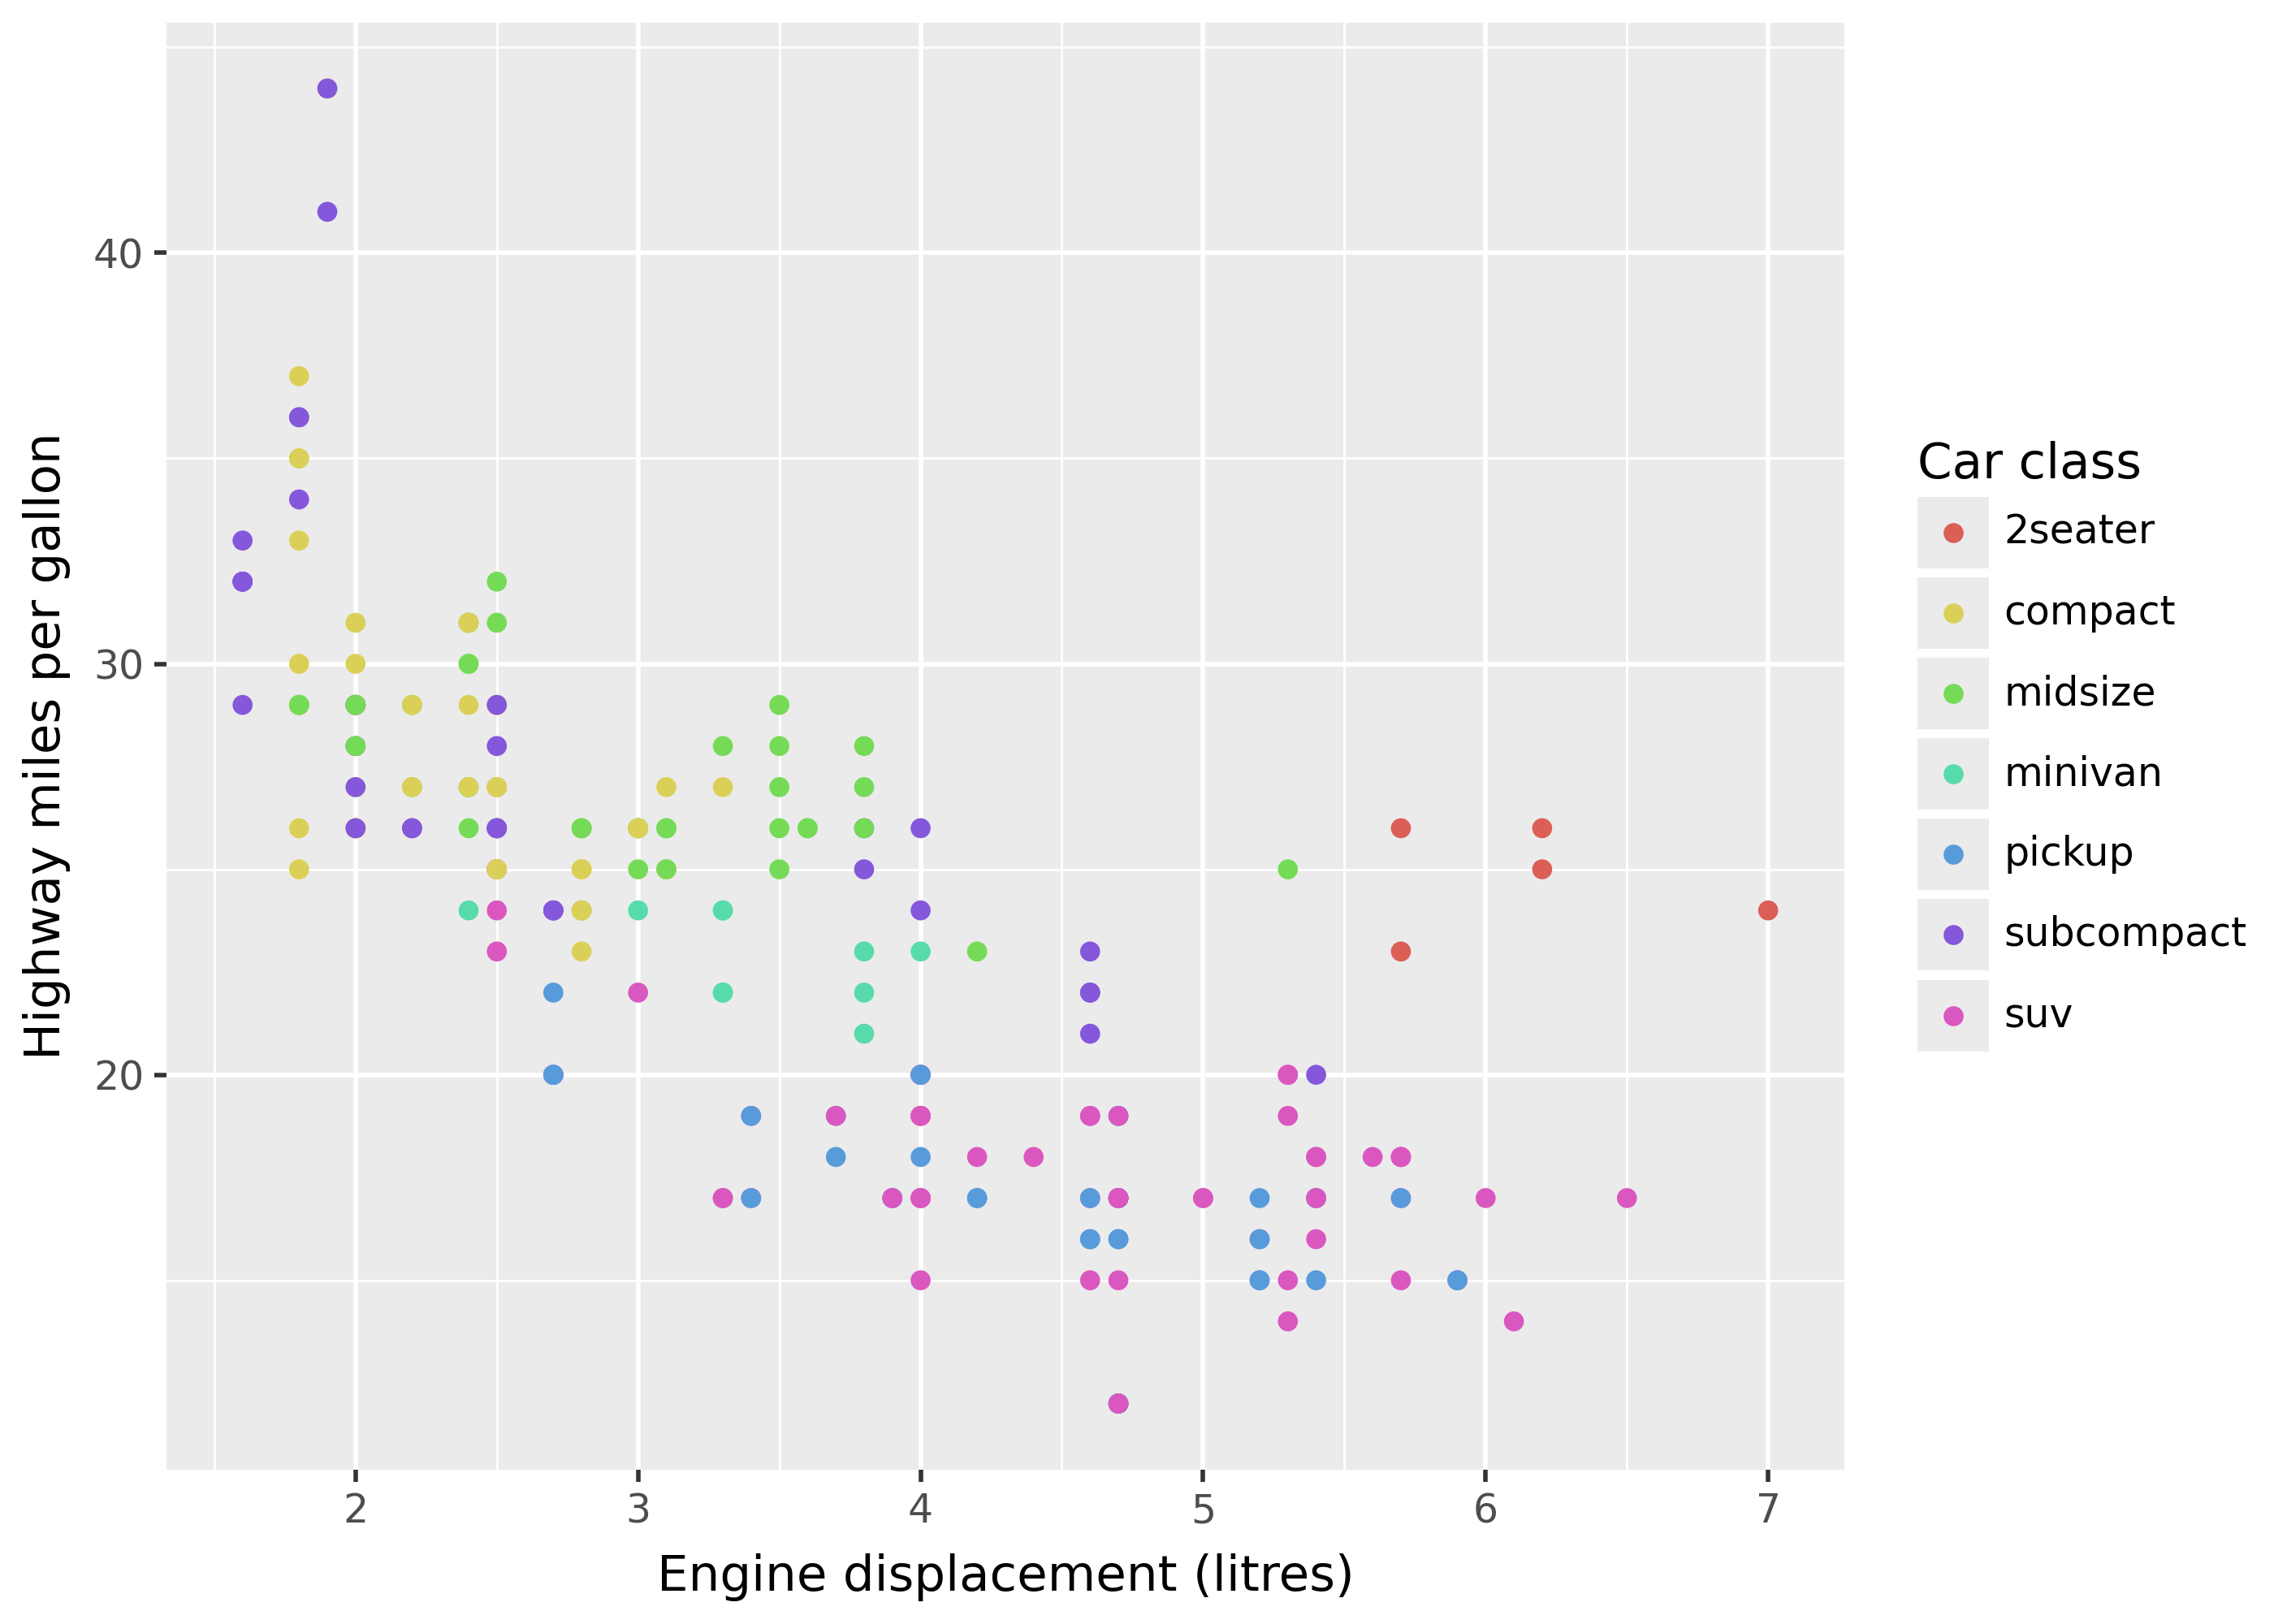 Highway miles per gallon
40
30
20
2 3 4 5 6 7
Engine displacement (litres)
Car class
2seater
compact
midsize
minivan
pickup
subcompact
suv